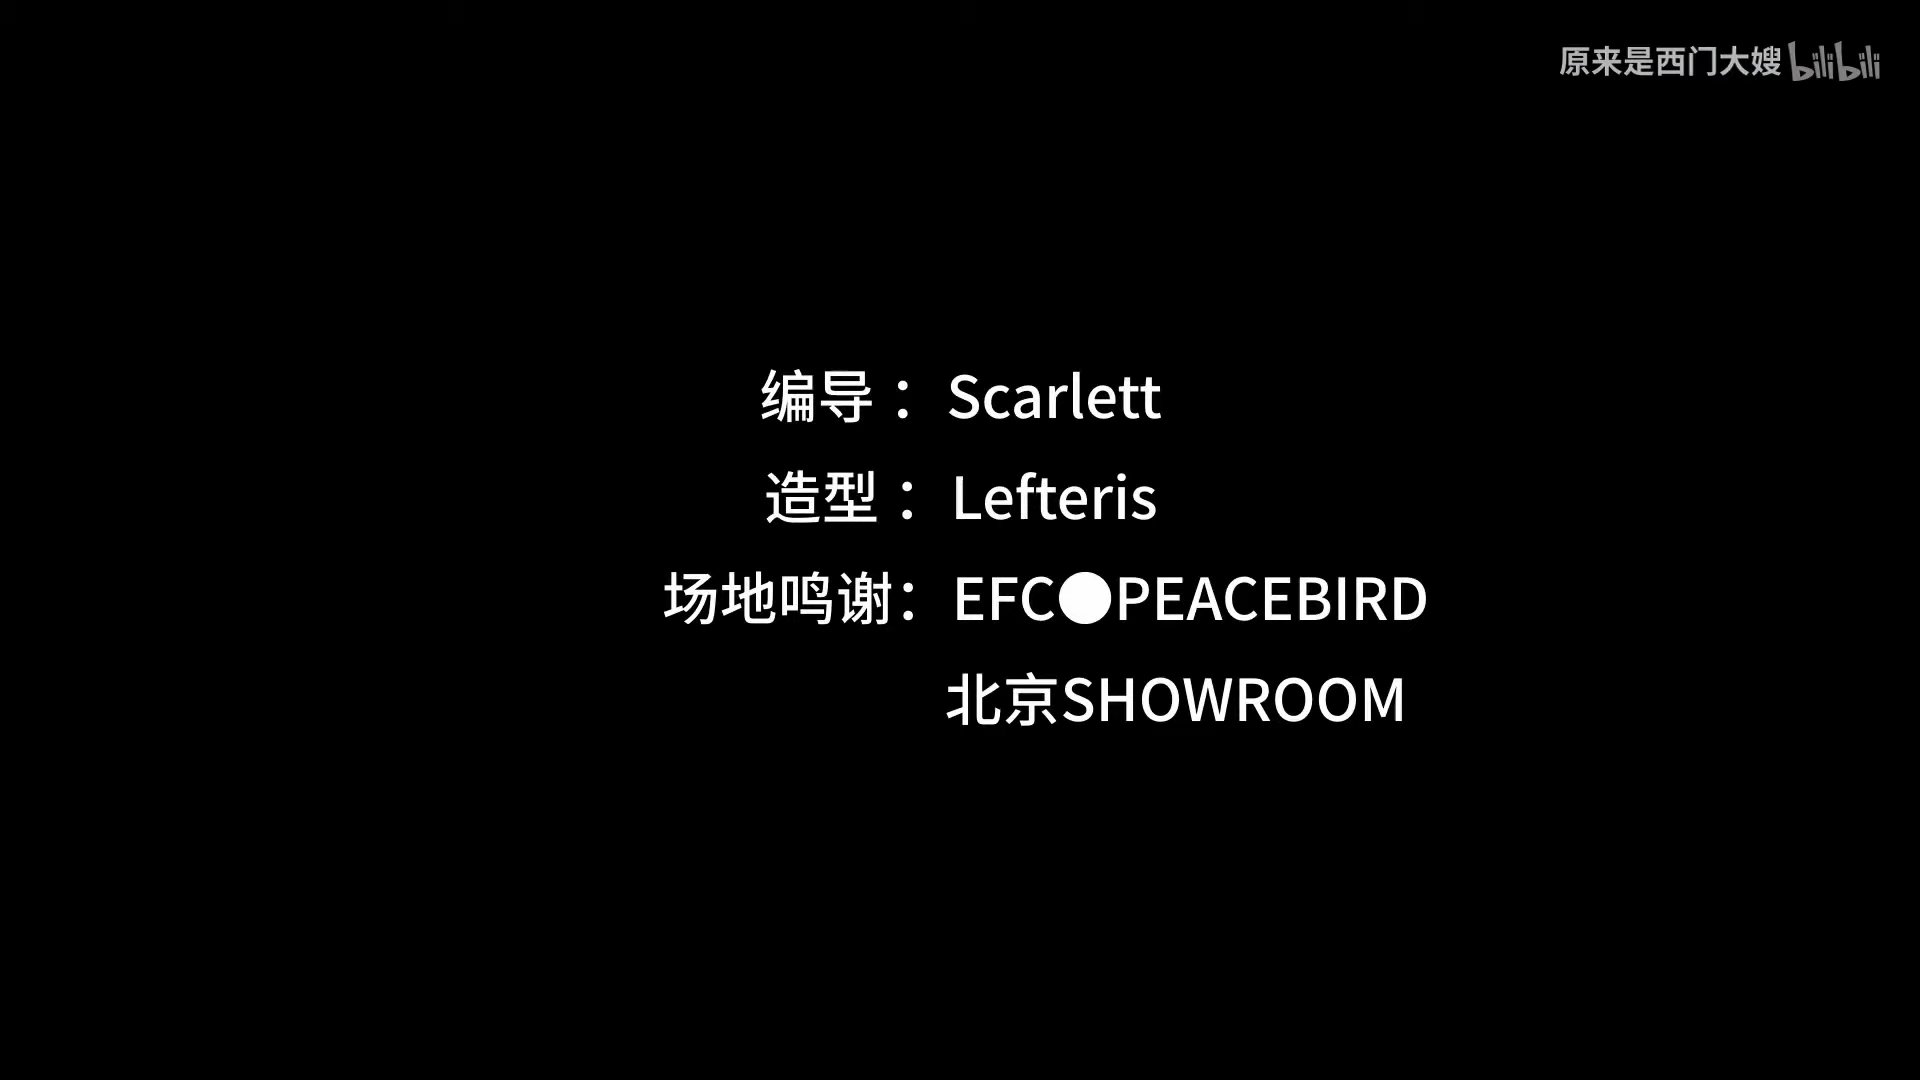 原来是西门大嫂 bilibili
编导：Scarlett
造型：Lefteris
场地鸣谢：EFC●PEACEBIRD
北京SHOWROOM